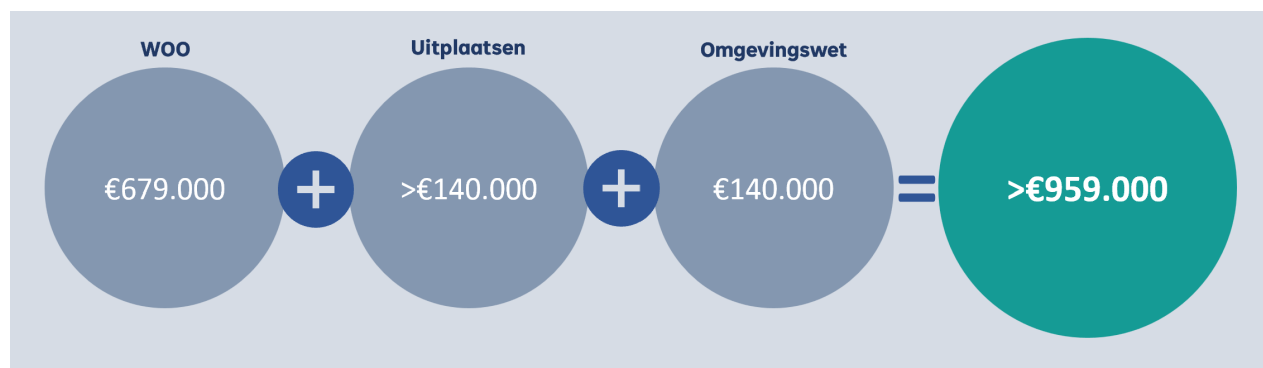 WOO
Uitplaatsen
Omgevingswet
€679.000
+
>€140.000
+
€140.000
=
>€959.000